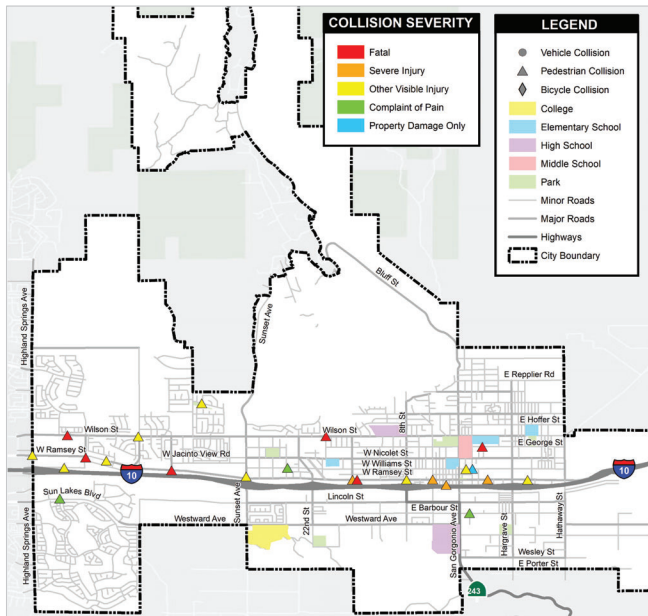 COLLISION SEVERITY
Fatal
Severe Injury
Other Visible Injury
Complaint of Pain
Property Damage Only
LEGEND
Vehicle Collision
Pedestrian Collision
Bicycle Collision
College
Elementary School
High School
Middle School
Park
Minor Roads
Major Roads
Highways
City Boundary
Highland Springs Ave
Sunset Ave
Bluff St
E Repplier Rd
8th St
E Hoffer St
Wilson St
Wilson St
E George St
W Ramsey St
W Jacinto View Rd
W Nicolet St
W Williams St
W Ramsey St
10
10
Sun Lakes Blvd
Lincoln St
Sunset Ave
22nd St
E Barbour St
Westward Ave
Westward Ave
Highland Springs Ave
San Gorgonio Ave
Hargrave St
Hathaway St
Wesley St
E Porter St
243